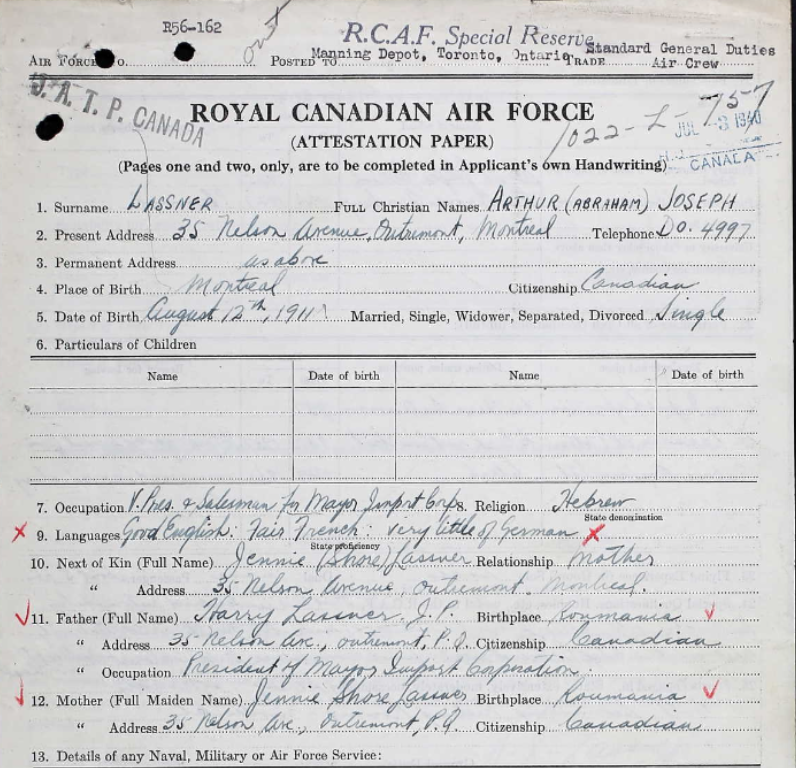 R56-162
out
R.C.A.F. Special Reserve
AIR FORCE No. POSTED TO Manning Depot, Toronto, Ontario TRADE Standard General Duties Air Crew
J. A. T. P. CANADA
ROYAL CANADIAN AIR FORCE
1022-L-757
JUL -3 1940
(ATTESTATION PAPER)
CANADA
(Pages one and two, only, are to be completed in Applicant's own Handwriting)
1. Surname LASSNER FULL Christian Names ARTHUR (ABRAHAM) JOSEPH
2. Present Address 35 Nelson Avenue, Outremont, Montreal Telephone DO. 4997
3. Permanent Address as above
4. Place of Birth Montreal Citizenship Canadian
5. Date of Birth August 12th, 1911 Married, Single, Widower, Separated, Divorced Single
6. Particulars of Children
Name Date of birth Name Date of birth
7. Occupation V. Pres. & Salesman for Mayor Import Corp. 8. Religion Hebrew
State denomination
9. Languages Good English: Fair French: very little of German
State proficiency
10. Next of Kin (Full Name) Jennie (Shore) Lassner Relationship Mother
" Address 35 Nelson Avenue, Outremont. Montreal.
11. Father (Full Name) Harry Lassner. J.P. Birthplace Roumania
" Address 35 Nelson Ave., Outremont, P.Q. Citizenship Canadian
" Occupation President of Mayor Import Corporation.
12. Mother (Full Maiden Name) Jennie Shore Lassner Birthplace Roumania
" Address 35 Nelson Ave., Outremont, P.Q. Citizenship Canadian
13. Details of any Naval, Military or Air Force Service: